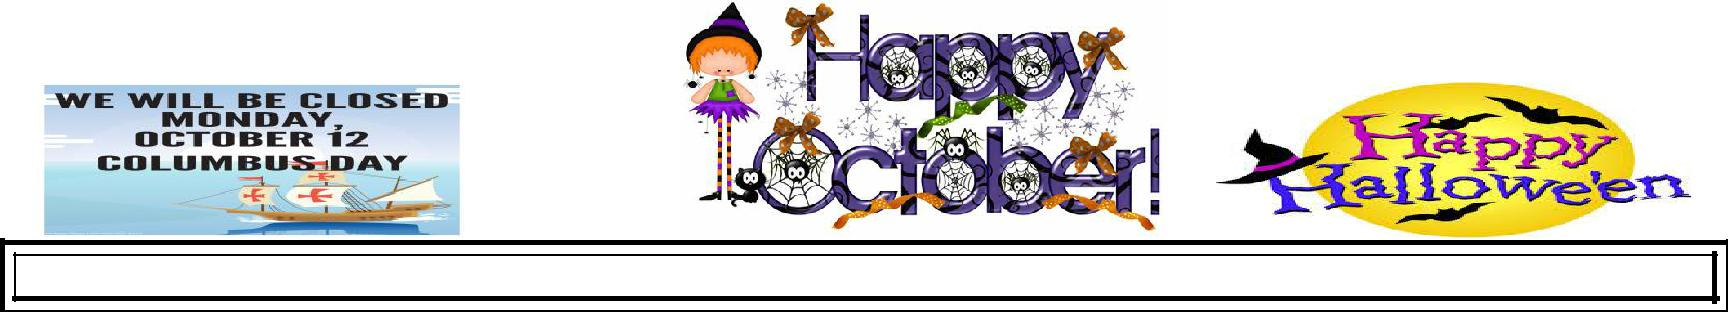 WE WILL BE CLOSED
MONDAY,
OCTOBER 12
COLUMBUS DAY
Happy
October!
Happy
Hallowe'en